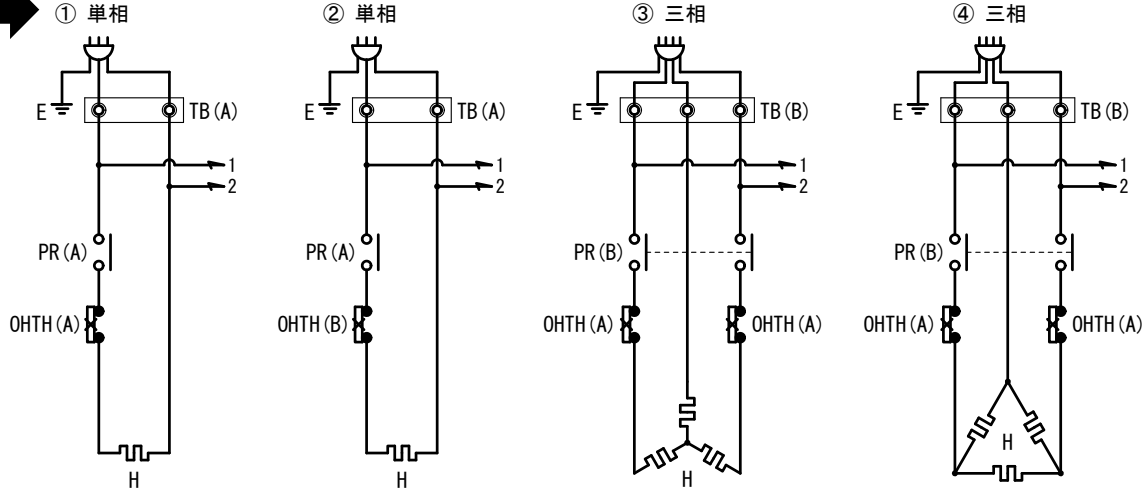 ① 単相
② 単相
③ 三相
④ 三相
E
TB(A)
E
TB(A)
E
TB(B)
E
TB(B)
1
2
1
2
1
2
1
2
PR(A)
PR(A)
PR(B)
PR(B)
OHTH(A)
OHTH(B)
OHTH(A)
OHTH(A)
OHTH(A)
OHTH(A)
H
H
H
H